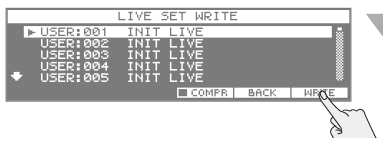 LIVE SET WRITE
USER:001 INIT LIVE
USER:002 INIT LIVE
USER:003 INIT LIVE
USER:004 INIT LIVE
USER:005 INIT LIVE
COMPR BACK WRITE